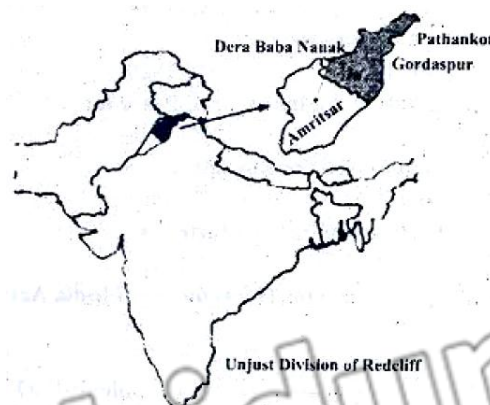 Dera Baba Nanak
Pathankot
Gordaspur
Amritsar
Unjust Division of Redcliff